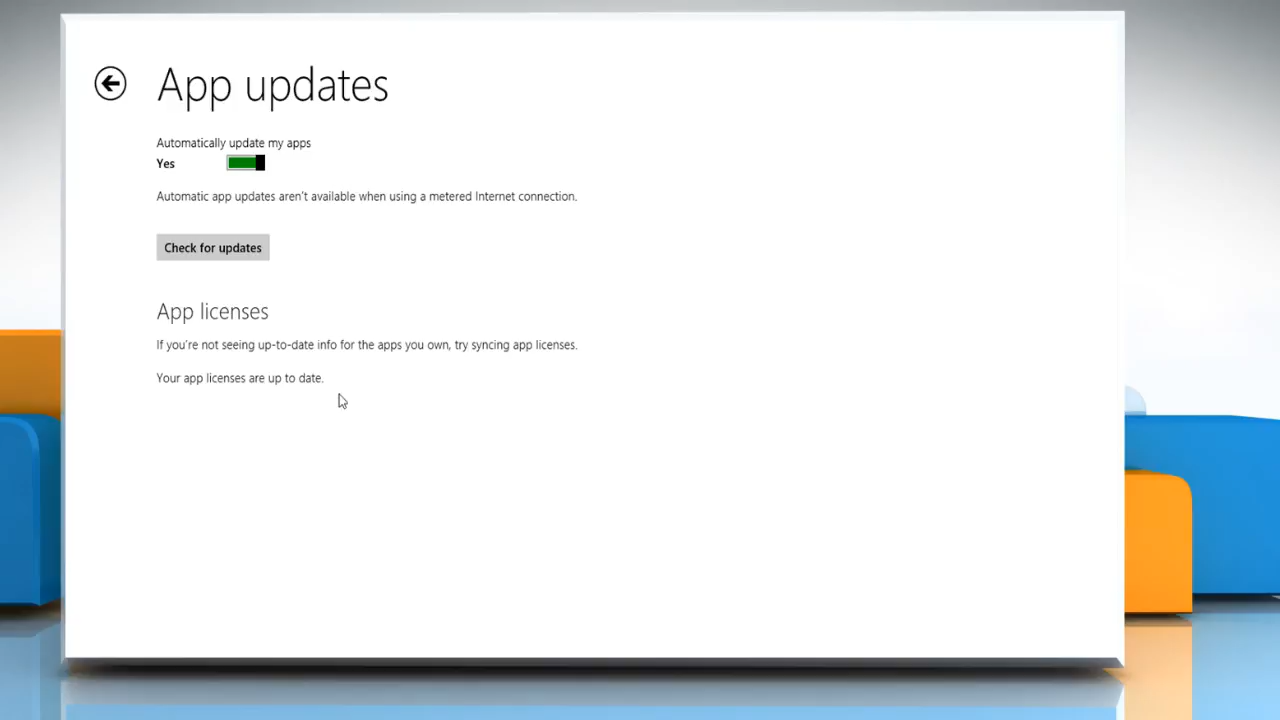 App updates
Automatically update my apps
Yes
Automatic app updates aren't available when using a metered Internet connection.
Check for updates
App licenses
If you're not seeing up-to-date info for the apps you own, try syncing app licenses.
Your app licenses are up to date.